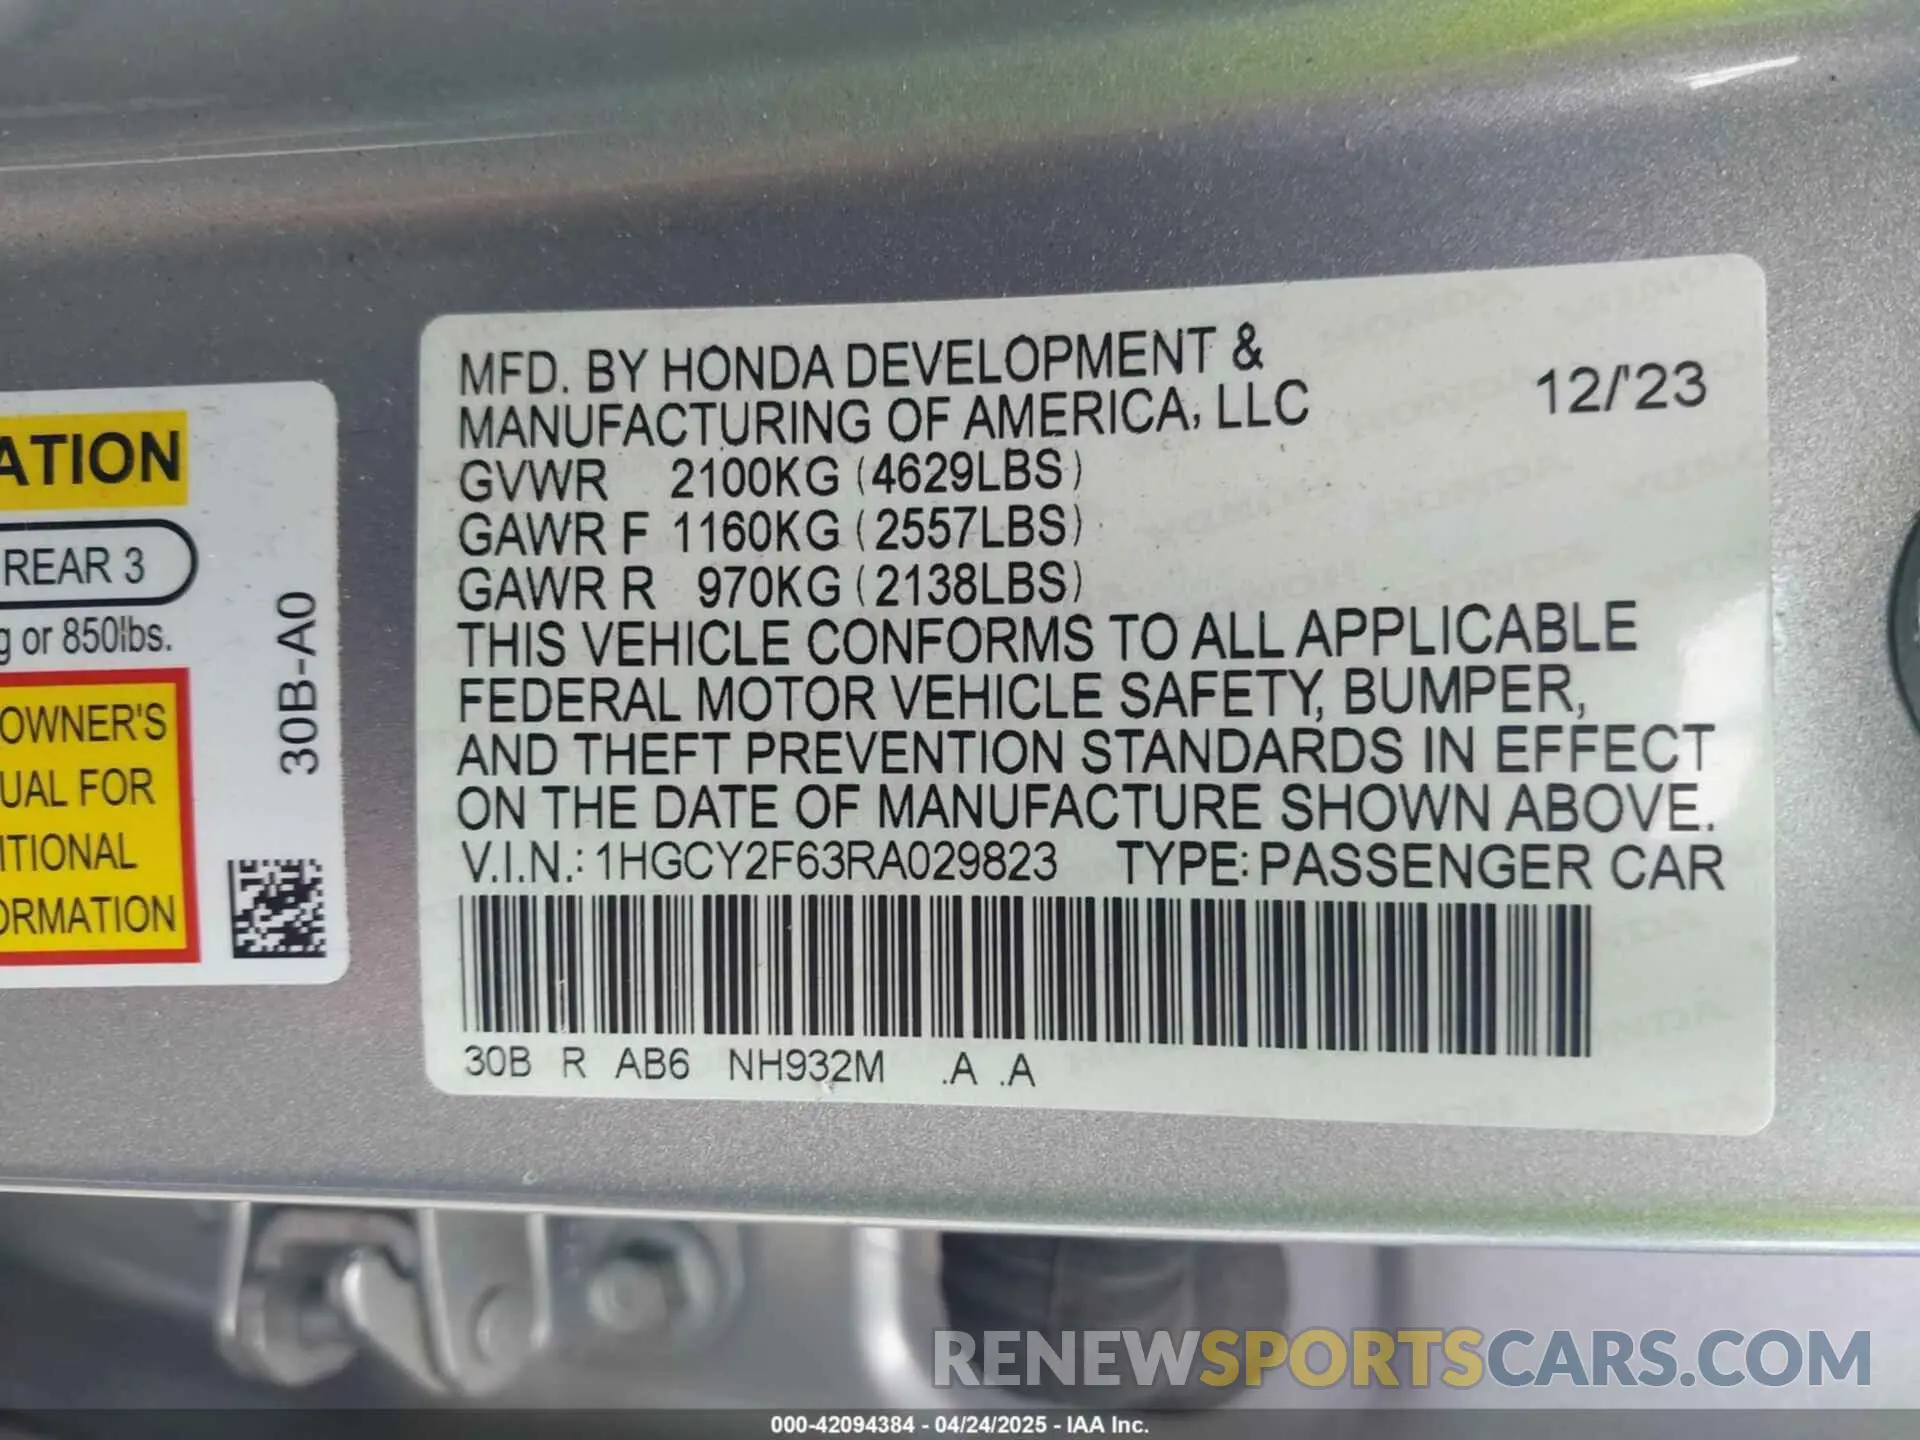 ATION
REAR 3
g or 850lbs.
OWNER'S
UAL FOR
ITIONAL
ORMATION
30B-A0
MFD. BY HONDA DEVELOPMENT &
MANUFACTURING OF AMERICA, LLC
12/'23
GVWR 2100KG (4629LBS)
GAWR F 1160KG (2557LBS)
GAWR R 970KG (2138LBS)
THIS VEHICLE CONFORMS TO ALL APPLICABLE
FEDERAL MOTOR VEHICLE SAFETY, BUMPER,
AND THEFT PREVENTION STANDARDS IN EFFECT
ON THE DATE OF MANUFACTURE SHOWN ABOVE.
V.I.N.: 1HGCY2F63RA029823 TYPE: PASSENGER CAR
30B R AB6 NH932M .A .A
RENEWSPORTSCARS.COM
000-42094384 - 04/24/2025 - IAA Inc.